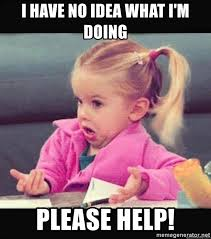 I HAVE NO IDEA WHAT I'M
DOING
PLEASE HELP!
memegenerator.net